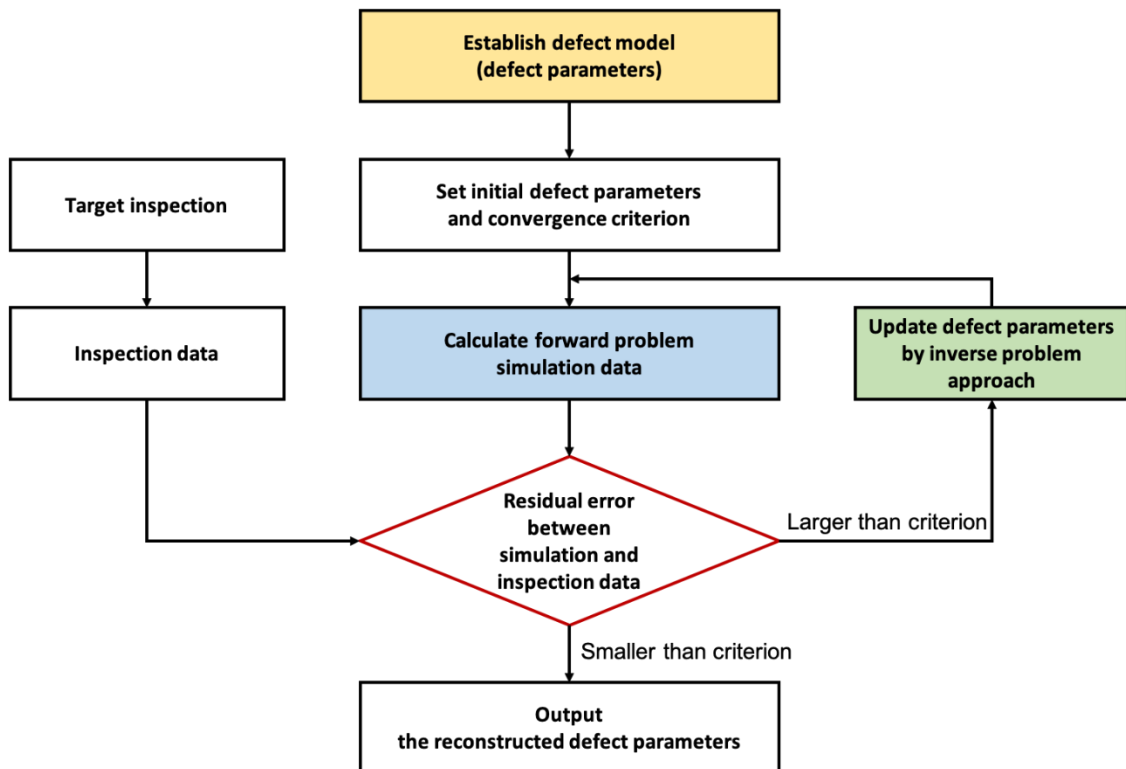 Establish defect model
(defect parameters)
Target inspection
Set initial defect parameters
and convergence criterion
Inspection data
Calculate forward problem
simulation data
Update defect parameters
by inverse problem
approach
Residual error
between
simulation and
inspection data
Larger than criterion
Smaller than criterion
Output
the reconstructed defect parameters